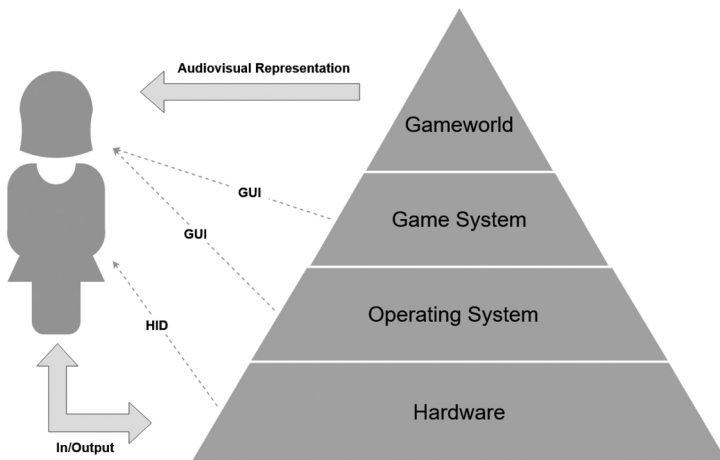 Audiovisual Representation
Gameworld
GUI
Game System
GUI
Operating System
HID
Hardware
In/Output